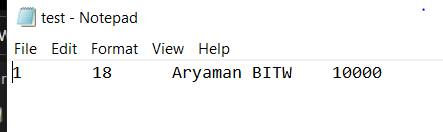 test - Notepad
File Edit Format View Help
1 18 Aryaman BITW 10000